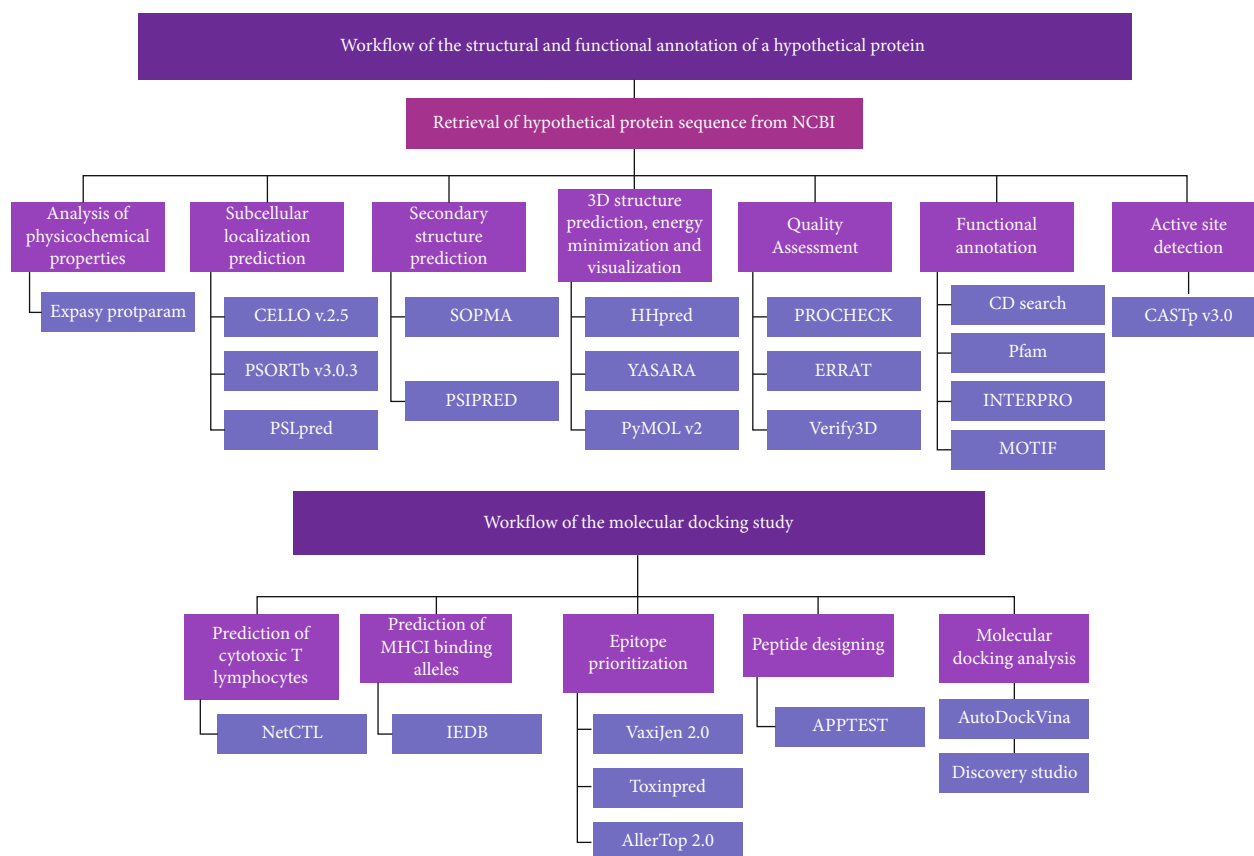 Workflow of the structural and functional annotation of a hypothetical protein
Retrieval of hypothetical protein sequence from NCBI
Analysis of
physicochemical
properties
Expasy protparam
Subcellular
localization
prediction
CELLO v.2.5
PSORTb v3.0.3
PSLpred
Secondary
structure
prediction
SOPMA
PSIPRED
3D structure
prediction, energy
minimization and
visualization
HHpred
YASARA
PyMOL v2
Quality
Assessment
PROCHECK
ERRAT
Verify3D
Functional
annotation
CD search
Pfam
INTERPRO
MOTIF
Active site
detection
CASTp v3.0
Workflow of the molecular docking study
Prediction of
cytotoxic T
lymphocytes
NetCTL
Prediction of
MHCI binding
alleles
IEDB
Epitope
prioritization
VaxiJen 2.0
Toxinpred
AllerTop 2.0
Peptide designing
APPTEST
Molecular
docking analysis
AutoDockVina
Discovery studio